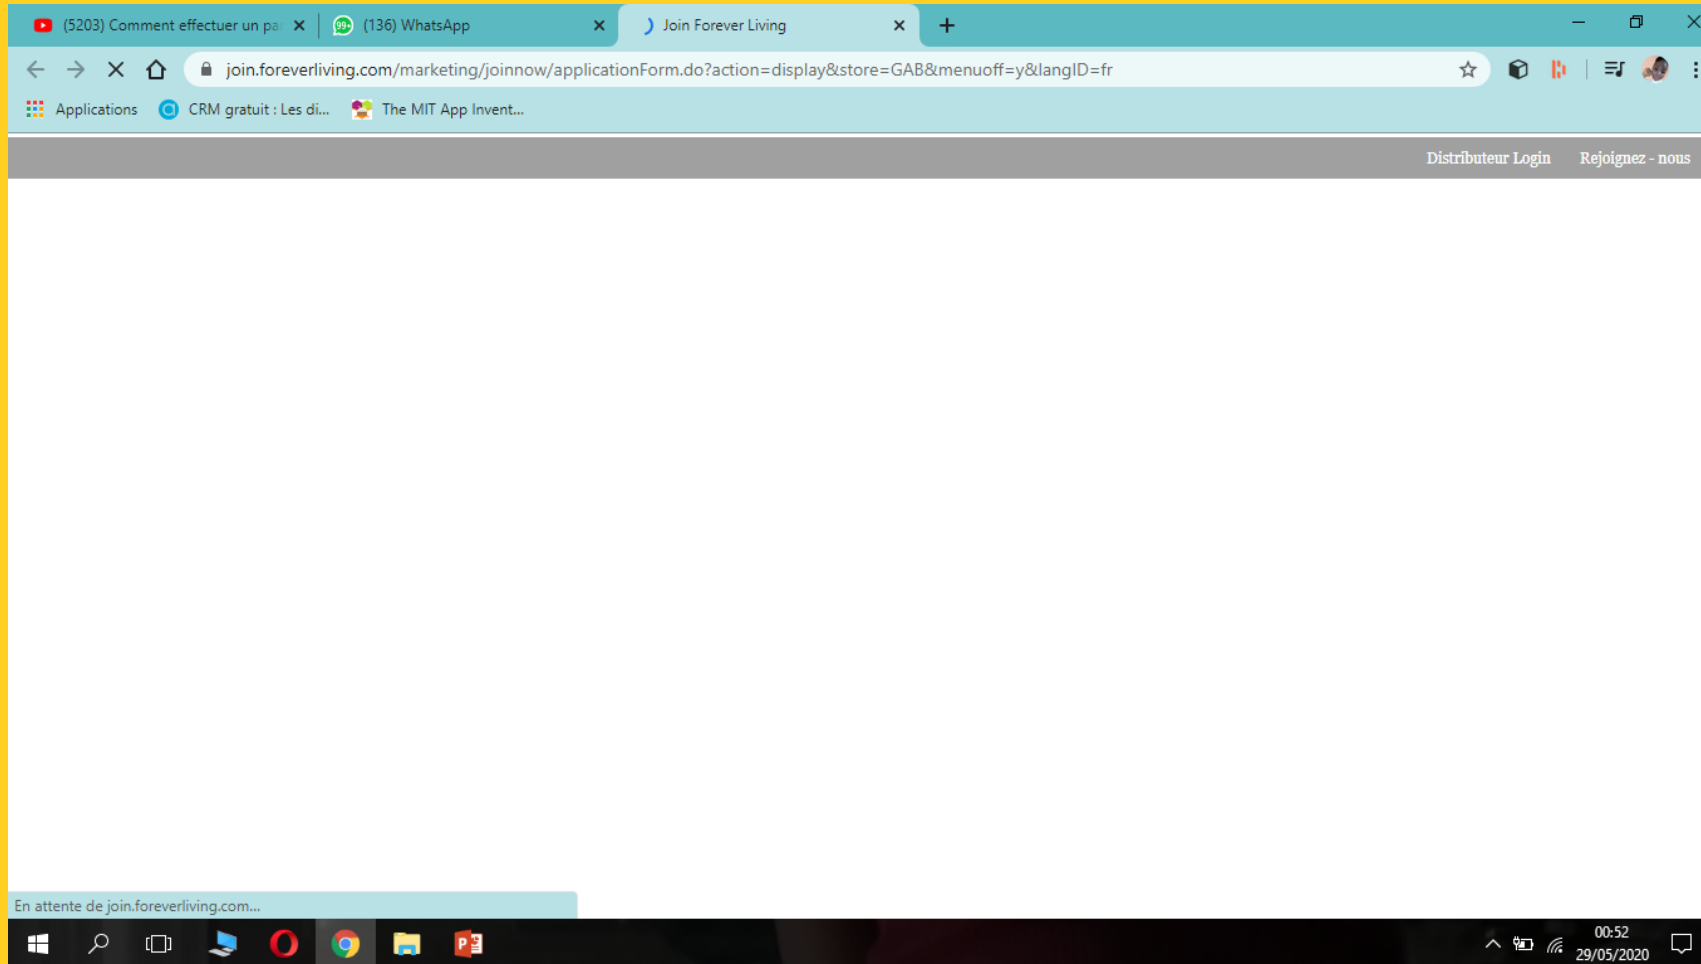 (5203) Comment effectuer un par
(136) WhatsApp
Join Forever Living
join.foreverliving.com/marketing/joinnow/applicationForm.do?action=display&store=GAB&menuoff=y&langID=fr
Applications
CRM gratuit : Les di...
The MIT App Invent...
Distributeur Login
Rejoignez - nous
En attente de join.foreverliving.com...
00:52
29/05/2020